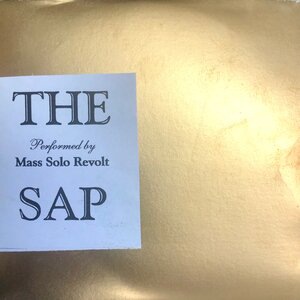 THE
Performed by
Mass Solo Revolt
SAP